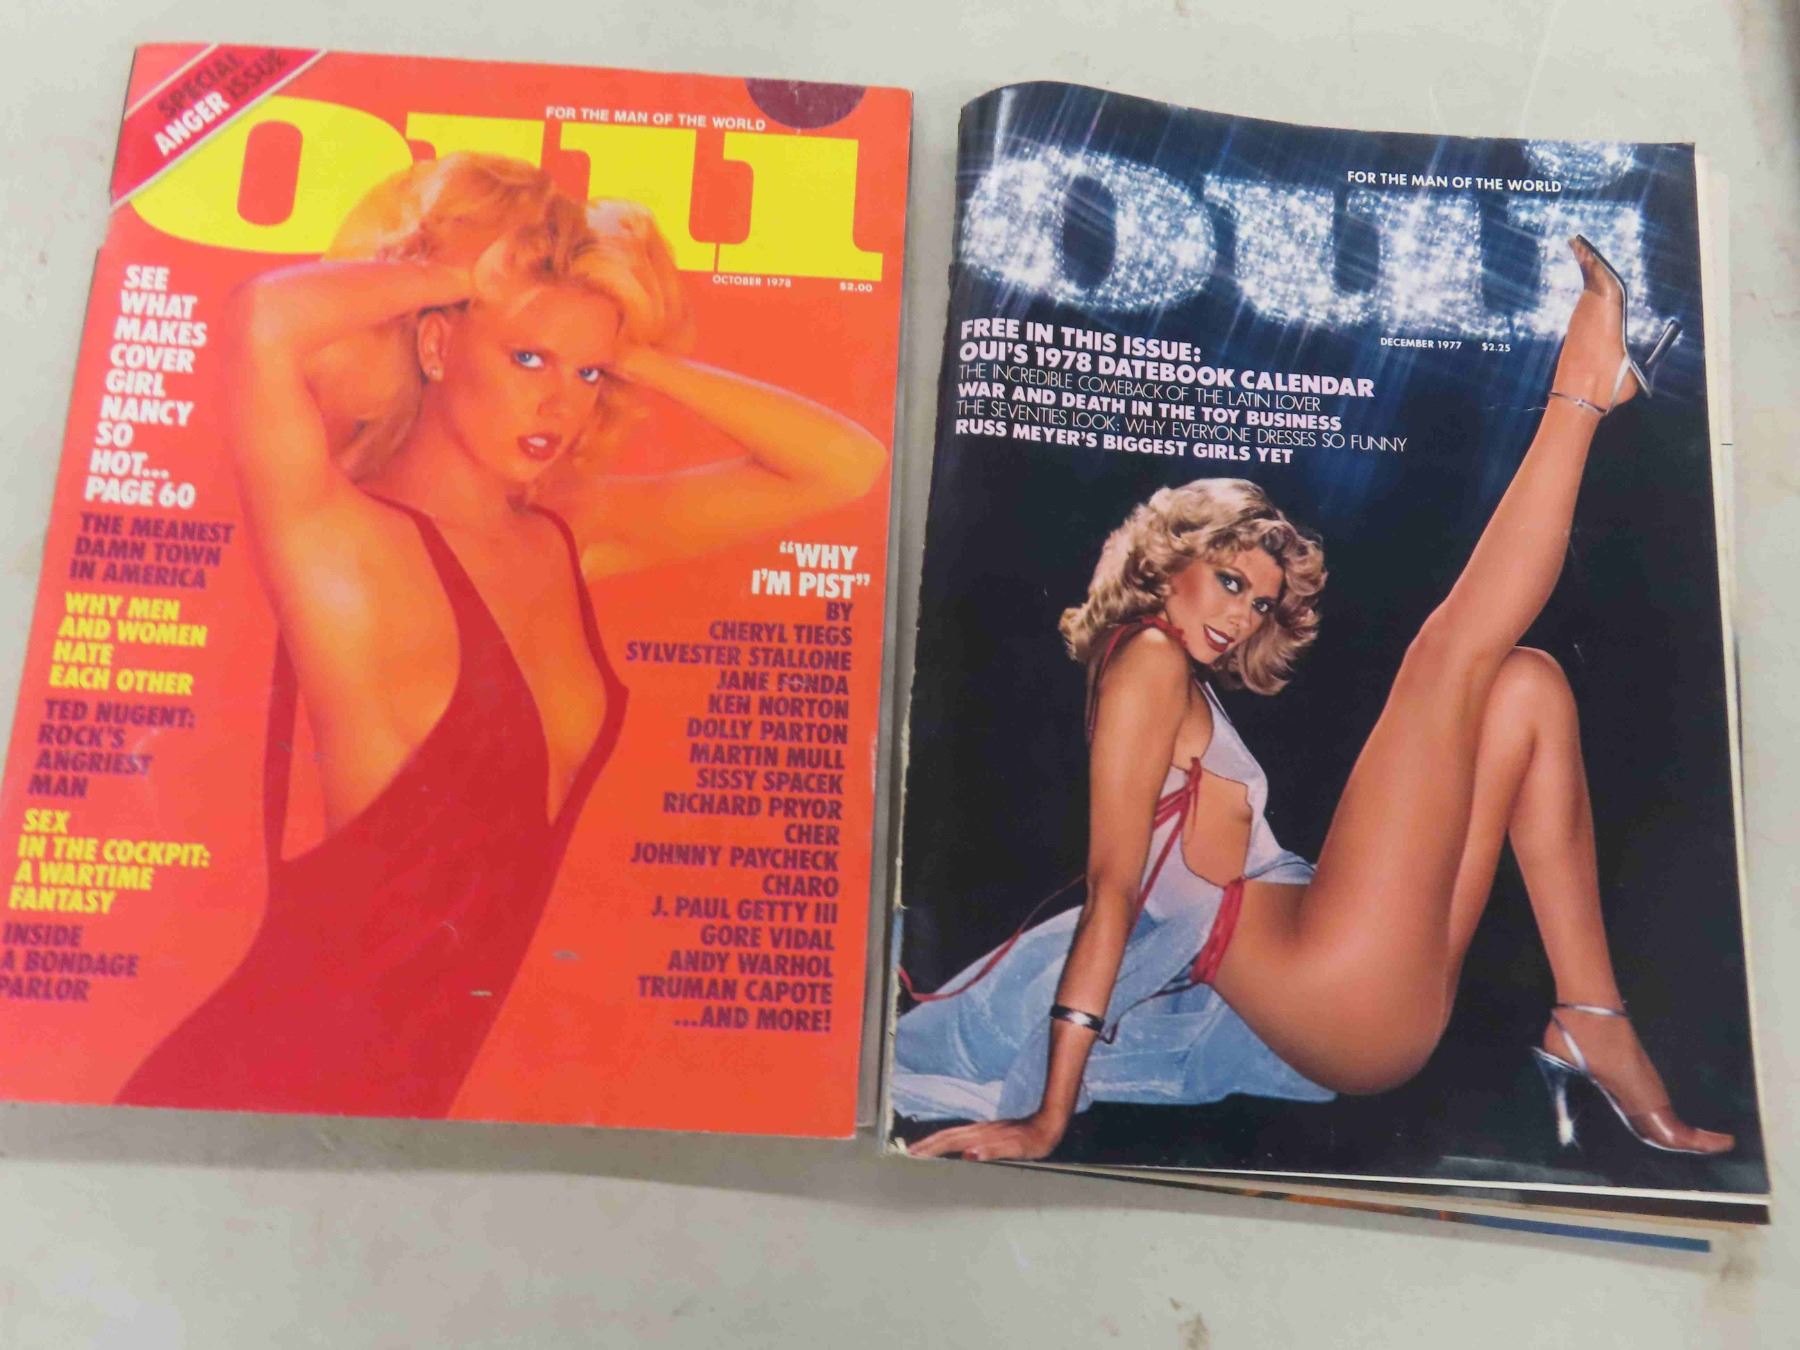 SPECIAL
ANGER ISSUE
FOR THE MAN OF THE WORLD
oui
OCTOBER 1978 $2.00
SEE
WHAT
MAKES
COVER
GIRL
NANCY
SO
HOT...
PAGE 60
THE MEANEST
DAMN TOWN
IN AMERICA
WHY MEN
AND WOMEN
HATE
EACH OTHER
TED NUGENT:
ROCK'S
ANGRIEST
MAN
SEX
IN THE COCKPIT:
A WARTIME
FANTASY
INSIDE
A BONDAGE
PARLOR
“WHY
I'M PIST”
BY
CHERYL TIEGS
SYLVESTER STALLONE
JANE FONDA
KEN NORTON
DOLLY PARTON
MARTIN MULL
SISSY SPACEK
RICHARD PRYOR
CHER
JOHNNY PAYCHECK
CHARO
J. PAUL GETTY III
GORE VIDAL
ANDY WARHOL
TRUMAN CAPOTE
...AND MORE!
FOR THE MAN OF THE WORLD
oui
DECEMBER 1977 $2.25
FREE IN THIS ISSUE:
OUI'S 1978 DATEBOOK CALENDAR
THE INCREDIBLE COMEBACK OF THE LATIN LOVER
WAR AND DEATH IN THE TOY BUSINESS
THE SEVENTIES LOOK: WHY EVERYONE DRESSES SO FUNNY
RUSS MEYER'S BIGGEST GIRLS YET